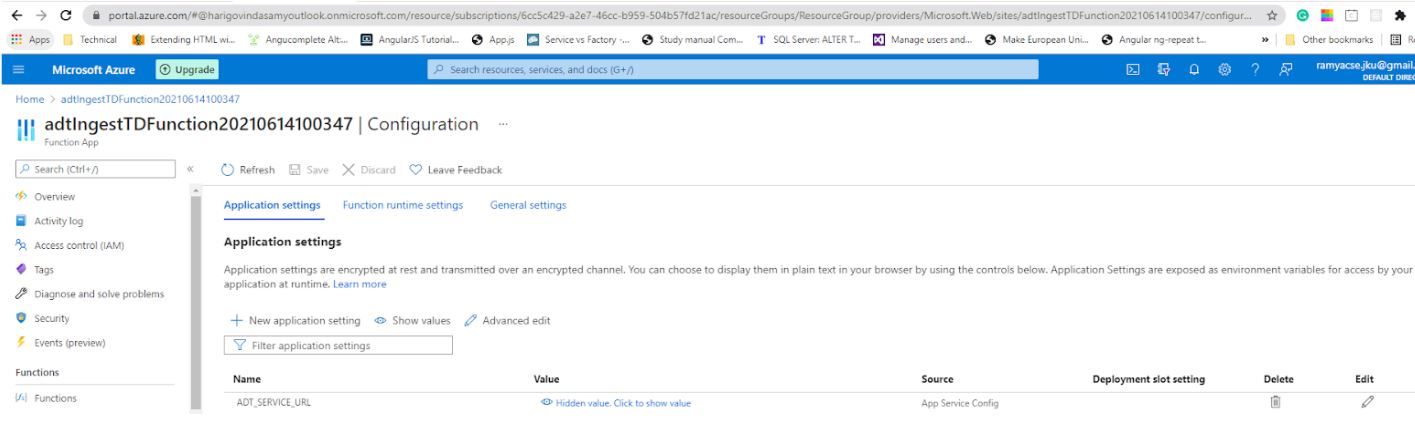 portal.azure.com/#@harigovindasamyoutlook.onmicrosoft.com/resource/subscriptions/6cc5c429-a2e7-46cc-b959-504b57fd21ac/resourceGroups/ResourceGroup/providers/Microsoft.Web/sites/adtIngestTDFunction20210614100347/configur...
Apps Technical Extending HTML wi... Angucomplete Alt:... AngularJS Tutorial... App.js Service vs Factory -... Study manual Com... T SQL Server: ALTER T... Manage users and... Make European Uni... Angular ng-repeat t... » Other bookmarks
Microsoft Azure Upgrade Search resources, services, and docs (G+/) ramyacse.jku@gmail.
DEFAULT DIREC
Home > adtIngestTDFunction20210614100347
adtIngestTDFunction20210614100347 | Configuration ...
Function App
Search (Ctrl+/) « Refresh Save Discard Leave Feedback
Overview
Application settings Function runtime settings General settings
Activity log
Access control (IAM)
Application settings
Tags
Application settings are encrypted at rest and transmitted over an encrypted channel. You can choose to display them in plain text in your browser by using the controls below. Application Settings are exposed as environment variables for access by your
application at runtime. Learn more
Diagnose and solve problems
Security
New application setting Show values Advanced edit
Events (preview)
Filter application settings
Functions
Name Value Source Deployment slot setting Delete Edit
Functions
ADT_SERVICE_URL Hidden value. Click to show value App Service Config